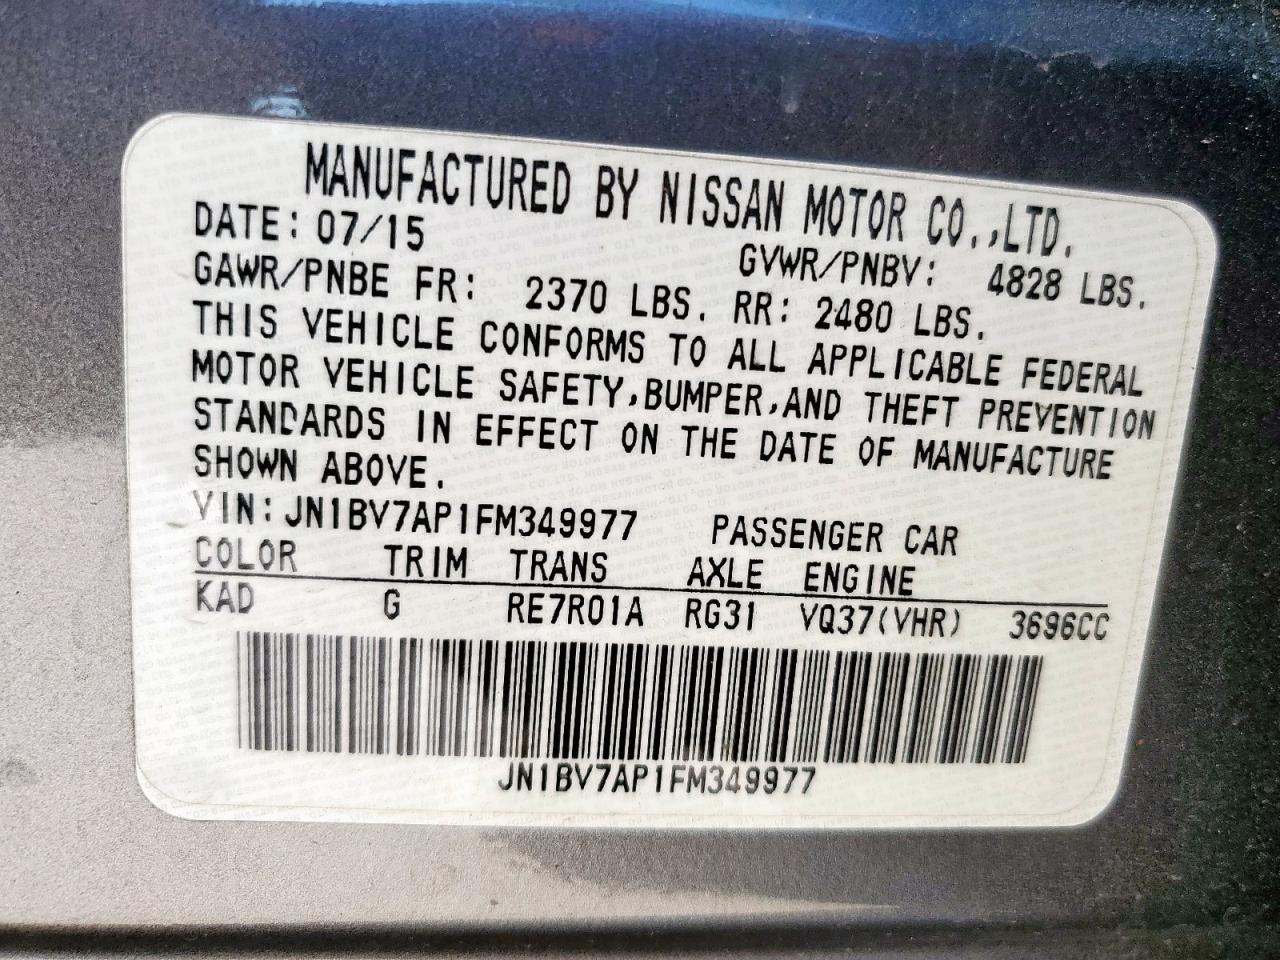 MANUFACTURED BY NISSAN MOTOR CO.,LTD.
DATE: 07/15 GVWR/PNBV: 4828 LBS.
GAWR/PNBE FR: 2370 LBS. RR: 2480 LBS.
THIS VEHICLE CONFORMS TO ALL APPLICABLE FEDERAL
MOTOR VEHICLE SAFETY,BUMPER,AND THEFT PREVENTION
STANDARDS IN EFFECT ON THE DATE OF MANUFACTURE
SHOWN ABOVE.
VIN: JN1BV7AP1FM349977 PASSENGER CAR
COLOR TRIM TRANS AXLE ENGINE
KAD G RE7R01A RG31 VQ37(VHR) 3696CC
JN1BV7AP1FM349977